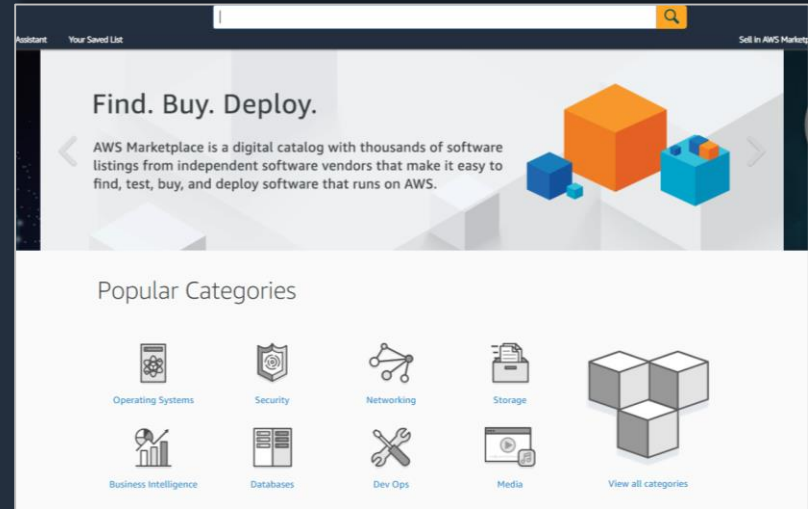 Assistant Your Saved List
Sell in AWS Marketp
Find. Buy. Deploy.
AWS Marketplace is a digital catalog with thousands of software
listings from independent software vendors that make it easy to
find, test, buy, and deploy software that runs on AWS.
Popular Categories
Operating Systems Security Networking Storage
Business Intelligence Databases Dev Ops Media View all categories